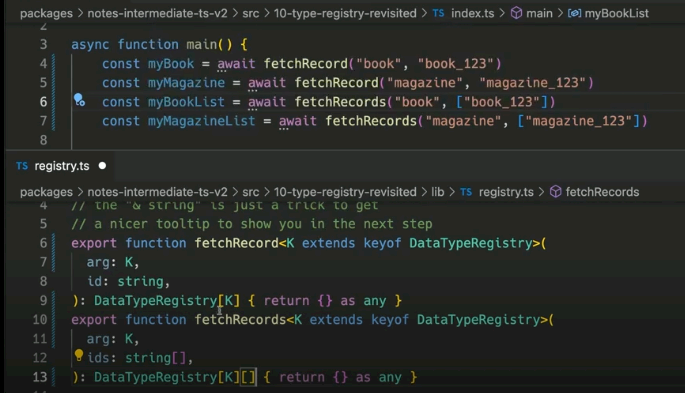 packages > notes-intermediate-ts-v2 > src > 10-type-registry-revisited > TS index.ts > main > myBookList
2
3 async function main() {
4 const myBook = await fetchRecord("book", "book_123")
5 const myMagazine = await fetchRecord("magazine", "magazine_123")
6 const myBookList = await fetchRecords("book", ["book_123"])
7 const myMagazineList = await fetchRecords("magazine", ["magazine_123"])
8
TS registry.ts
packages > notes-intermediate-ts-v2 > src > 10-type-registry-revisited > lib > TS registry.ts > fetchRecords
4 // the "& string" is just a trick to get
5 // a nicer tooltip to show you in the next step
6 export function fetchRecord<K extends keyof DataTypeRegistry>(
7 arg: K,
8 id: string,
9 ): DataTypeRegistry[K] { return {} as any }
10 export function fetchRecords<K extends keyof DataTypeRegistry>(
11 arg: K,
12 ids: string[],
13 ): DataTypeRegistry[K][] { return {} as any }